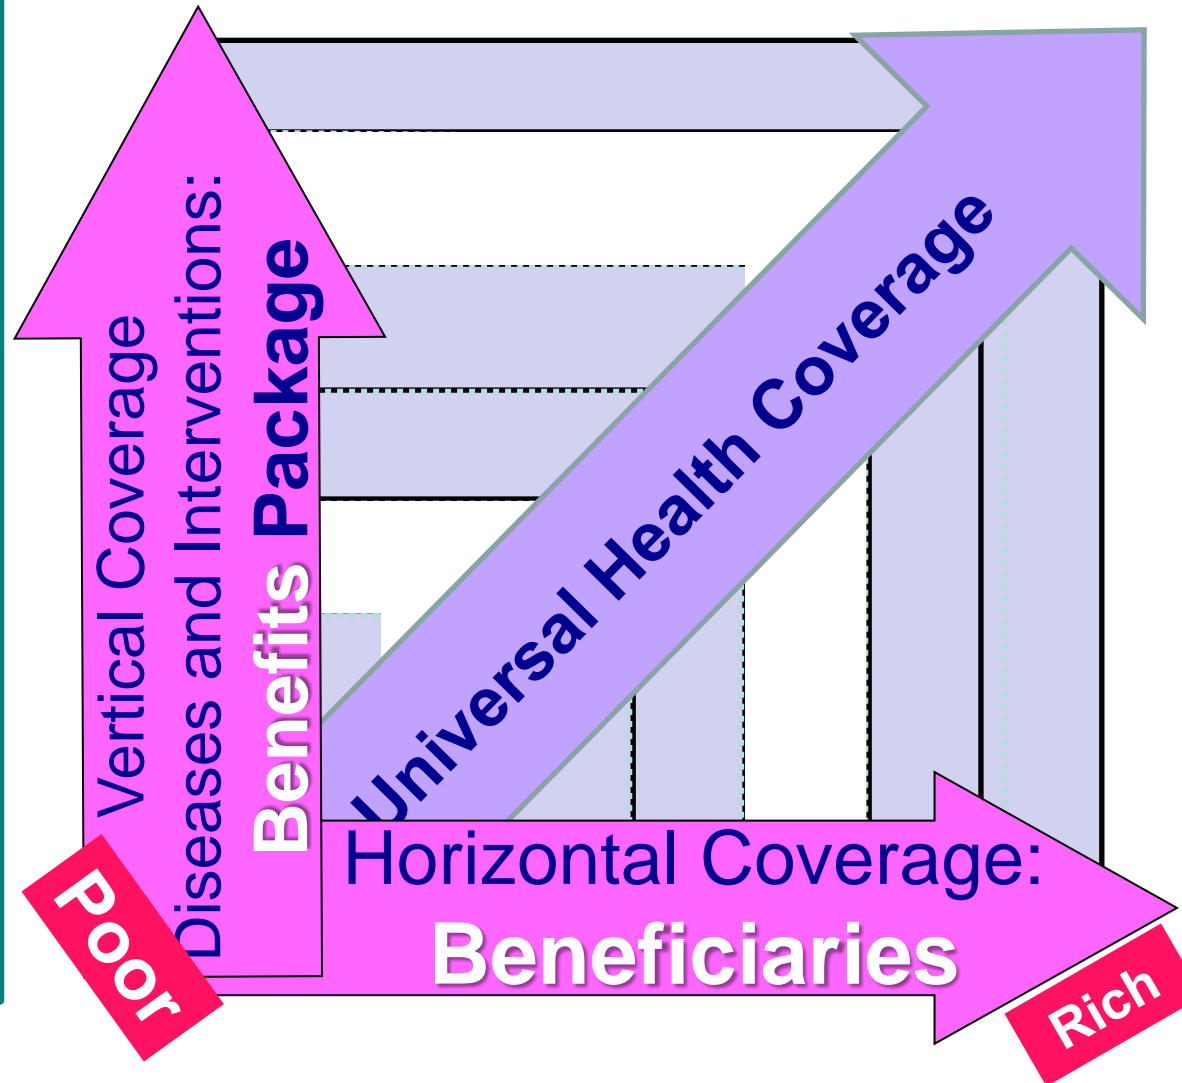 Vertical Coverage
Diseases and Interventions:
Benefits Package
Universal Health Coverage
Horizontal Coverage:
Beneficiaries
Poor
Rich